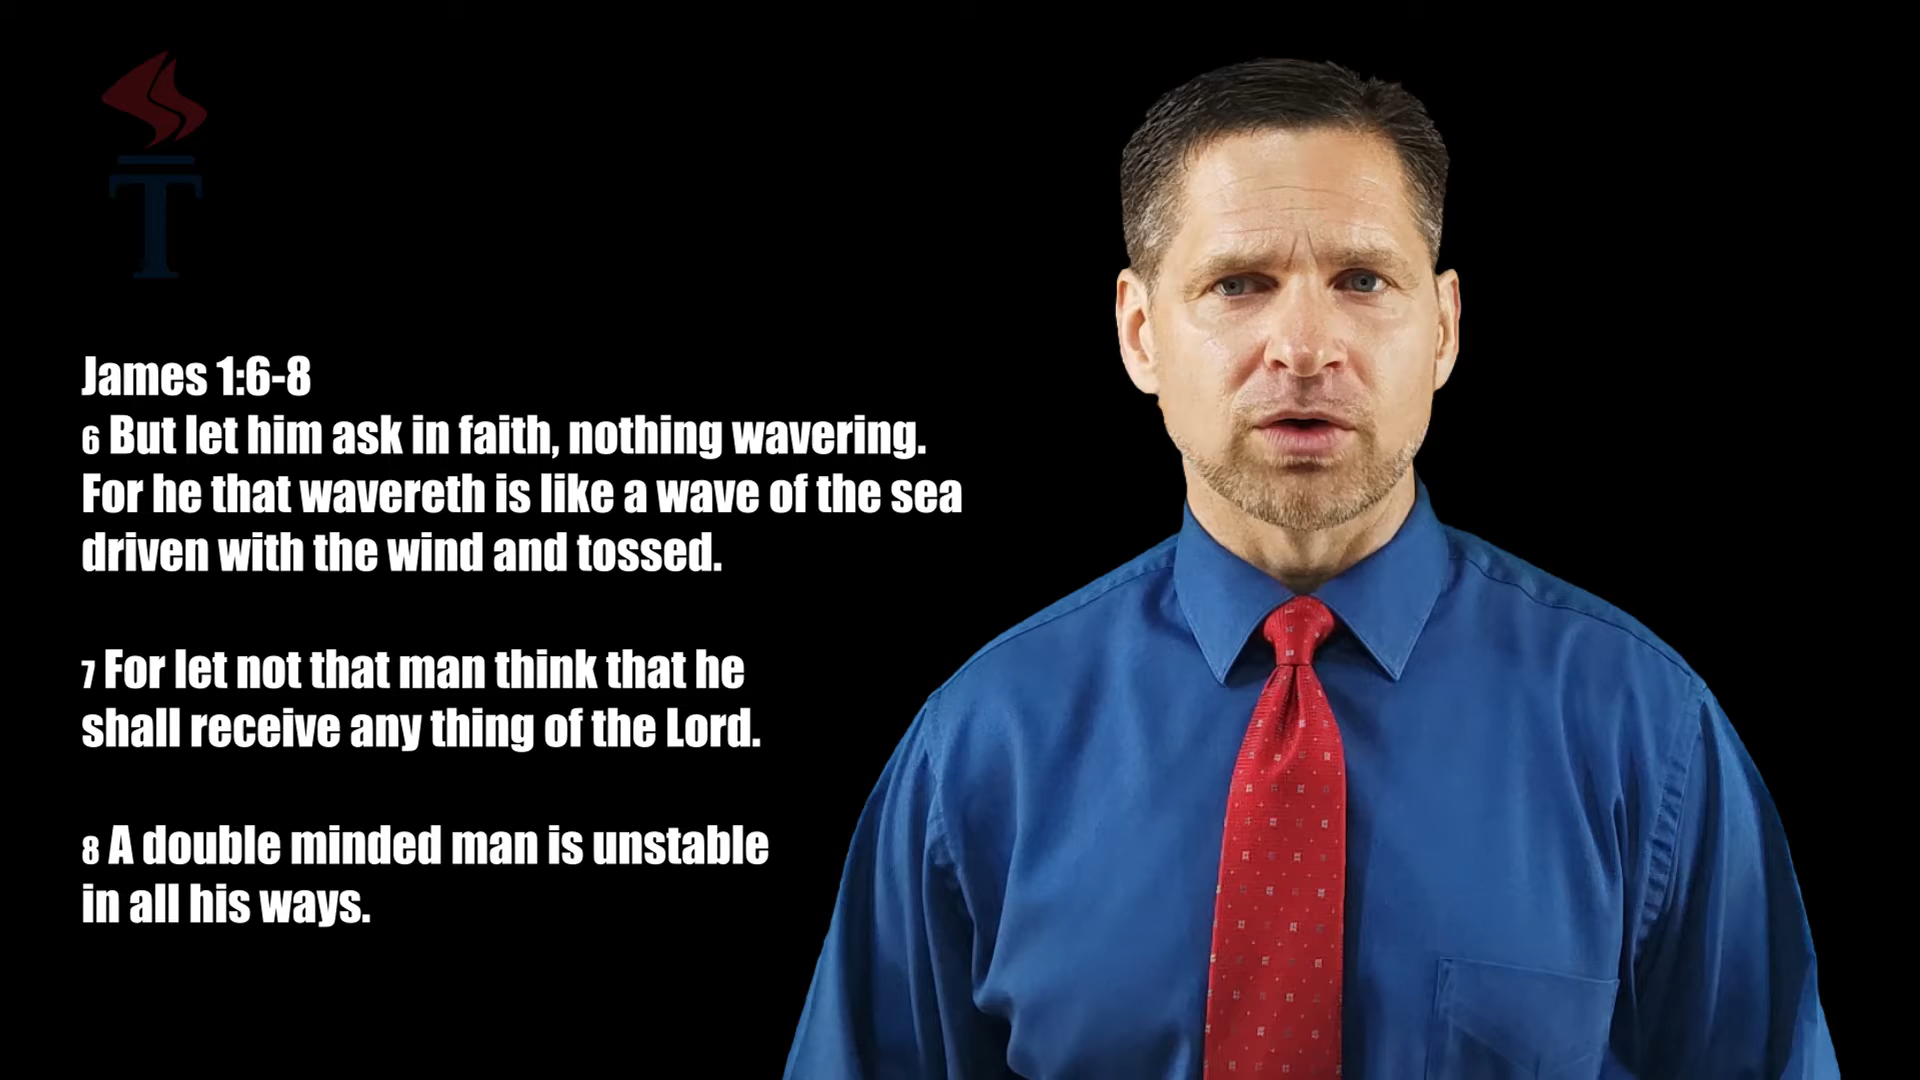 T
James 1:6-8
6 But let him ask in faith, nothing wavering.
For he that wavereth is like a wave of the sea
driven with the wind and tossed.
7 For let not that man think that he
shall receive any thing of the Lord.
8 A double minded man is unstable
in all his ways.